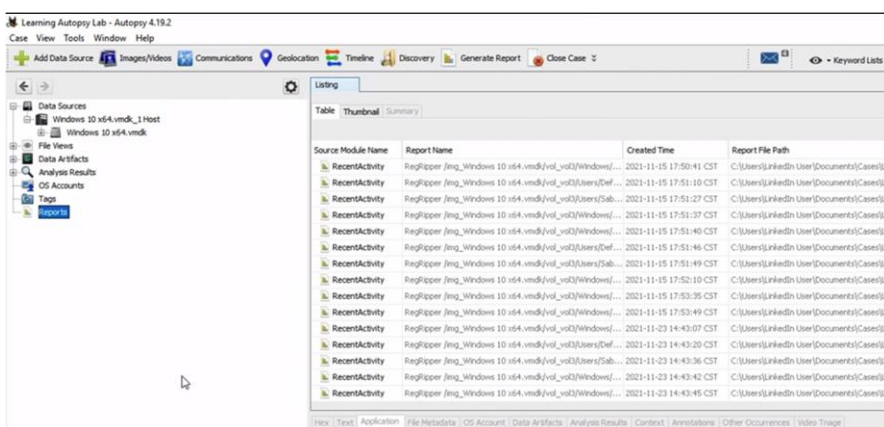 Learning Autopsy Lab - Autopsy 4.19.2
Case View Tools Window Help
Add Data Source Images/Videos Communications Geolocation Timeline Discovery Generate Report Close Case Keyword Lists
Listing
Data Sources
Windows 10 x64.vmdk_1 Host
Windows 10 x64.vmdk
File Views
Data Artifacts
Analysis Results
OS Accounts
Tags
Reports
Table Thumbnail Summary
Source Module Name Report Name Created Time Report File Path
RecentActivity RegRipper /img_Windows 10 x64.vmdk/vol_vol3/Windows/... 2021-11-15 17:50:41 CST C:\Users\LinkedIn User\Documents\Cases\L
RecentActivity RegRipper /img_Windows 10 x64.vmdk/vol_vol3/Users/Def... 2021-11-15 17:51:10 CST C:\Users\LinkedIn User\Documents\Cases\L
RecentActivity RegRipper /img_Windows 10 x64.vmdk/vol_vol3/Users/Sab... 2021-11-15 17:51:27 CST C:\Users\LinkedIn User\Documents\Cases\L
RecentActivity RegRipper /img_Windows 10 x64.vmdk/vol_vol3/Windows/... 2021-11-15 17:51:37 CST C:\Users\LinkedIn User\Documents\Cases\L
RecentActivity RegRipper /img_Windows 10 x64.vmdk/vol_vol3/Windows/... 2021-11-15 17:51:40 CST C:\Users\LinkedIn User\Documents\Cases\L
RecentActivity RegRipper /img_Windows 10 x64.vmdk/vol_vol3/Users/Def... 2021-11-15 17:51:46 CST C:\Users\LinkedIn User\Documents\Cases\L
RecentActivity RegRipper /img_Windows 10 x64.vmdk/vol_vol3/Users/Sab... 2021-11-15 17:51:49 CST C:\Users\LinkedIn User\Documents\Cases\L
RecentActivity RegRipper /img_Windows 10 x64.vmdk/vol_vol3/Windows/... 2021-11-15 17:52:10 CST C:\Users\LinkedIn User\Documents\Cases\L
RecentActivity RegRipper /img_Windows 10 x64.vmdk/vol_vol3/Windows/... 2021-11-15 17:53:35 CST C:\Users\LinkedIn User\Documents\Cases\L
RecentActivity RegRipper /img_Windows 10 x64.vmdk/vol_vol3/Windows/... 2021-11-15 17:53:49 CST C:\Users\LinkedIn User\Documents\Cases\L
RecentActivity RegRipper /img_Windows 10 x64.vmdk/vol_vol3/Windows/... 2021-11-23 14:43:07 CST C:\Users\LinkedIn User\Documents\Cases\L
RecentActivity RegRipper /img_Windows 10 x64.vmdk/vol_vol3/Users/Def... 2021-11-23 14:43:20 CST C:\Users\LinkedIn User\Documents\Cases\L
RecentActivity RegRipper /img_Windows 10 x64.vmdk/vol_vol3/Users/Sab... 2021-11-23 14:43:36 CST C:\Users\LinkedIn User\Documents\Cases\L
RecentActivity RegRipper /img_Windows 10 x64.vmdk/vol_vol3/Windows/... 2021-11-23 14:43:42 CST C:\Users\LinkedIn User\Documents\Cases\L
RecentActivity RegRipper /img_Windows 10 x64.vmdk/vol_vol3/Windows/... 2021-11-23 14:43:45 CST C:\Users\LinkedIn User\Documents\Cases\L
Hex Text Application File Metadata OS Account Data Artifacts Analysis Results Context Annotations Other Occurrences Video Triage